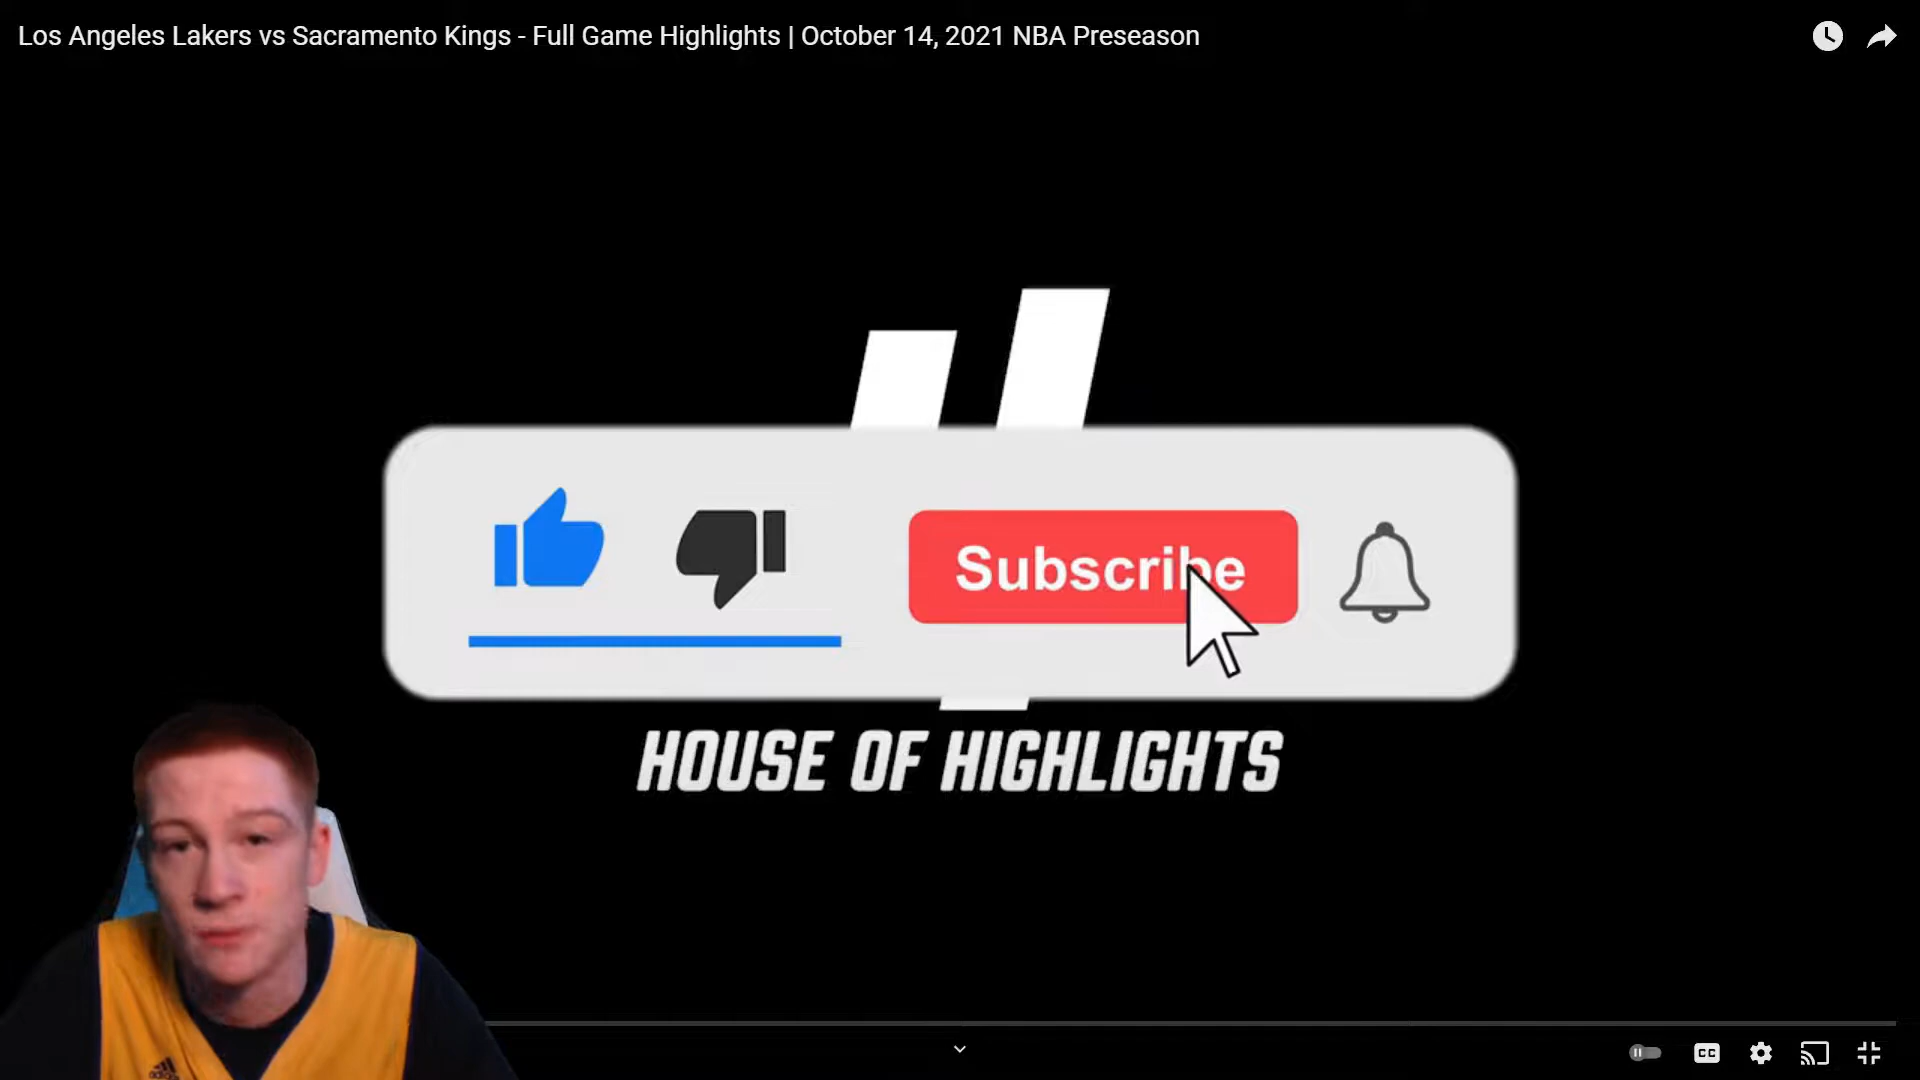 Los Angeles Lakers vs Sacramento Kings - Full Game Highlights | October 14, 2021 NBA Preseason
Subscribe
HOUSE OF HIGHLIGHTS
adidas
CC